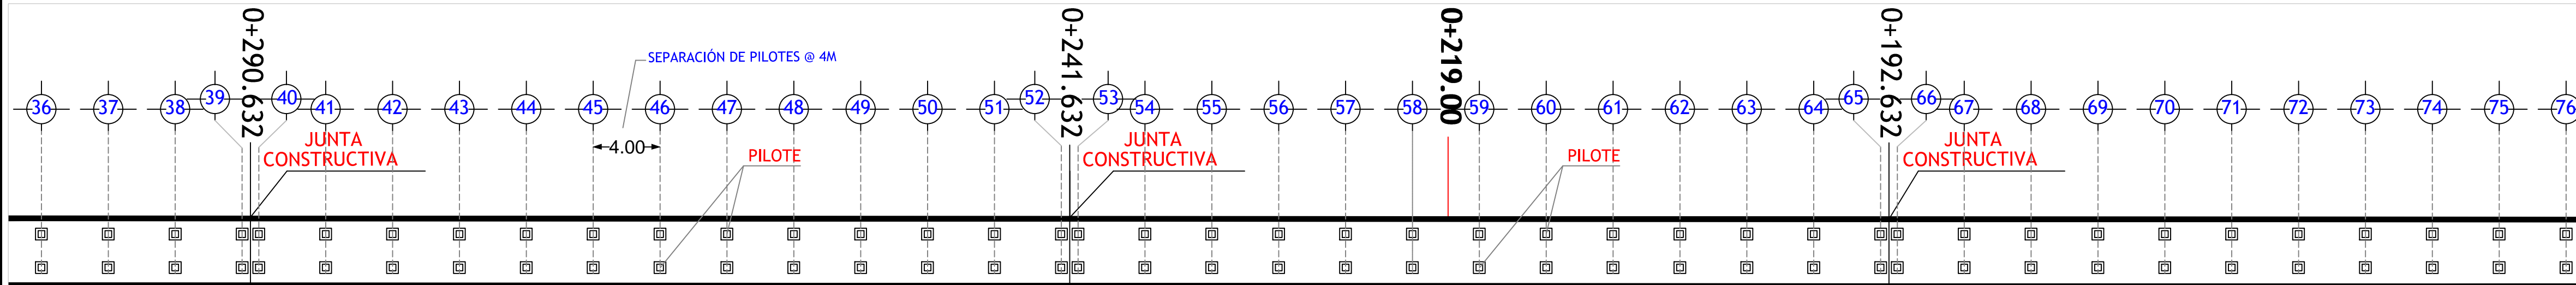 0+290.632
0+241.632
0+219.00
0+192.632
SEPARACIÓN DE PILOTES @ 4M
36 37 38 39 40 41 42 43 44 45 46 47 48 49 50 51 52 53 54 55 56 57 58 59 60 61 62 63 64 65 66 67 68 69 70 71 72 73 74 75 76
4.00
JUNTA
CONSTRUCTIVA
PILOTE
JUNTA
CONSTRUCTIVA
PILOTE
JUNTA
CONSTRUCTIVA